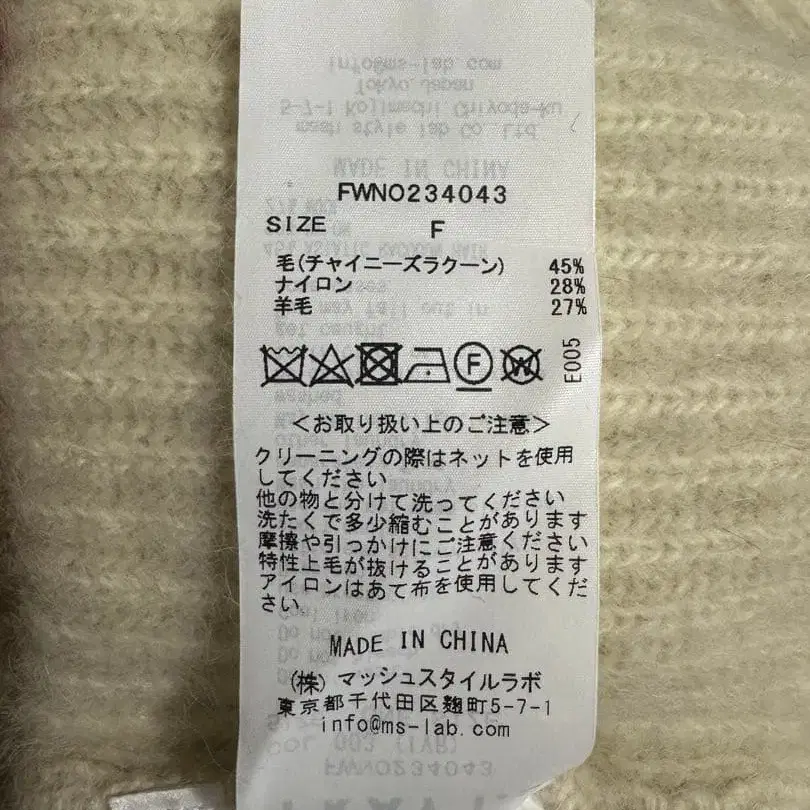 FWNO234043
SIZE F
毛(チャイニーズラクーン) 45%
ナイロン 28%
羊毛 27%
F W E005
<お取り扱い上のご注意>
クリーニングの際はネットを使用
してください
他の物と分けて洗ってください
洗たくで多少縮むことがあります
摩擦や引っかけにご注意ください
特性上毛が抜けることがあります
アイロンはあて布を使用してくだ
さい
MADE IN CHINA
(株)マッシュスタイルラボ
東京都千代田区麹町5-7-1
info@ms-lab.com